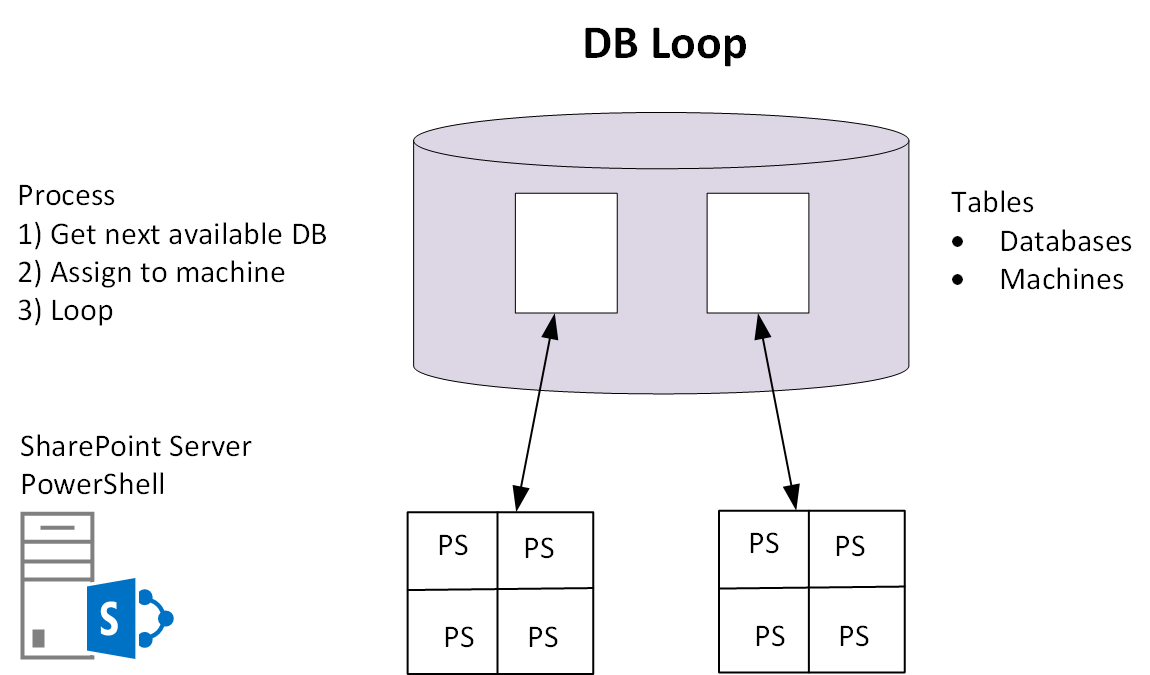 DB Loop
Process
1) Get next available DB
2) Assign to machine
3) Loop
Tables
• Databases
• Machines
SharePoint Server
PowerShell
S
PS PS
PS PS
PS PS
PS PS